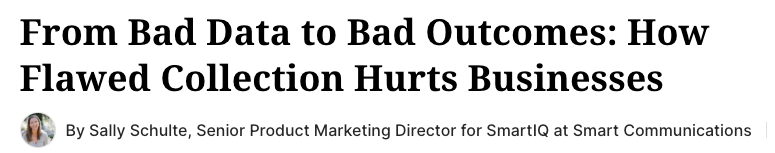 From Bad Data to Bad Outcomes: How
Flawed Collection Hurts Businesses
By Sally Schulte, Senior Product Marketing Director for SmartIQ at Smart Communications